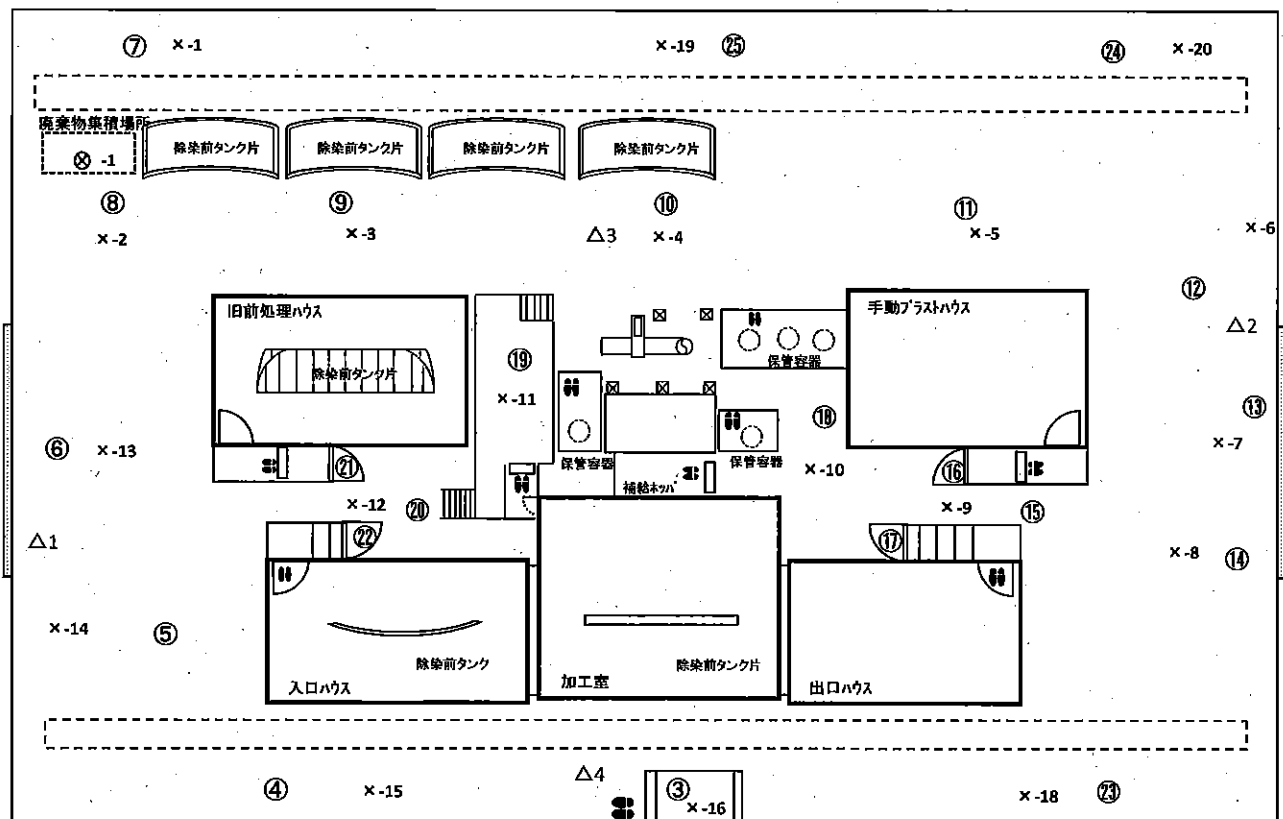 ⑦ ×-1 ×-19 ㉕ ㉔ ×-20
廃棄物集積場所
⊗ -1
除染前タンク片 除染前タンク片 除染前タンク片 除染前タンク片
⑧ ⑨ ⑩ ⑪
×-2 ×-3 △3 ×-4 ×-5 ×-6
⑫
旧前処理ハウス 手動ブラストハウス
△2
⑲ 保管容器
除染前タンク片
×-11 ⑬
⑱
⑥ ×-13 ×-7
㉑ 保管容器 保管容器 ×-10 ⑯
補給ホッパ
×-12 ⑳ ×-9 ⑮
△1 ㉒ ⑰ ×-8 ⑭
×-14 ⑤
除染前タンク 除染前タンク片
入口ハウス 加工室 出口ハウス
④ ×-15 △4 ③ ×-16 ×-18 ㉓